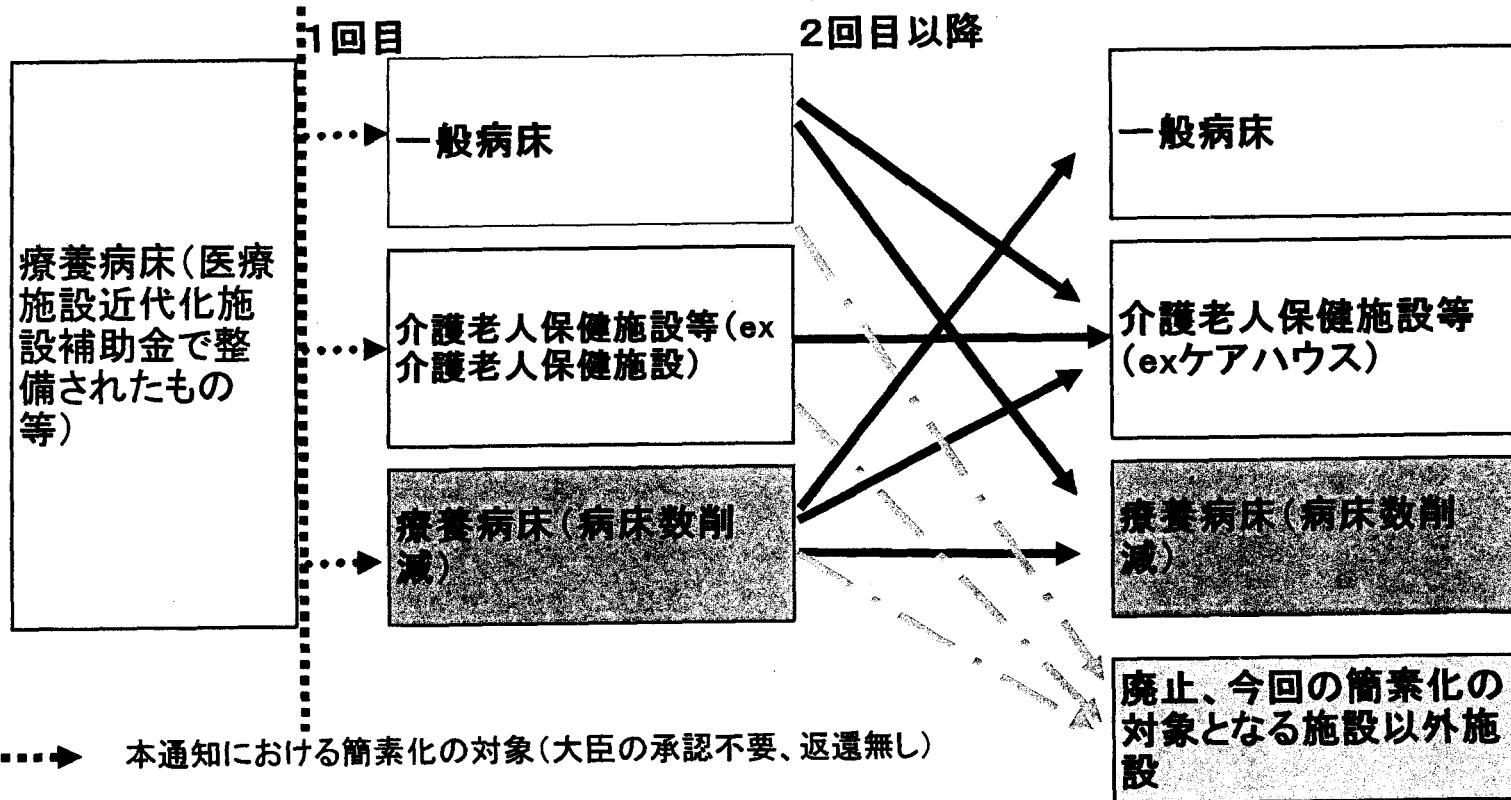 1回目
2回目以降
療養病床(医療
施設近代化施
設補助金で整
備されたもの
等)
一般病床
介護老人保健施設等(ex
介護老人保健施設)
療養病床(病床数削
減)
一般病床
介護老人保健施設等
(exケアハウス)
療養病床(病床数削
減)
廃止、今回の簡素化の
対象となる施設以外施
設
本通知における簡素化の対象(大臣の承認不要、返還無し)